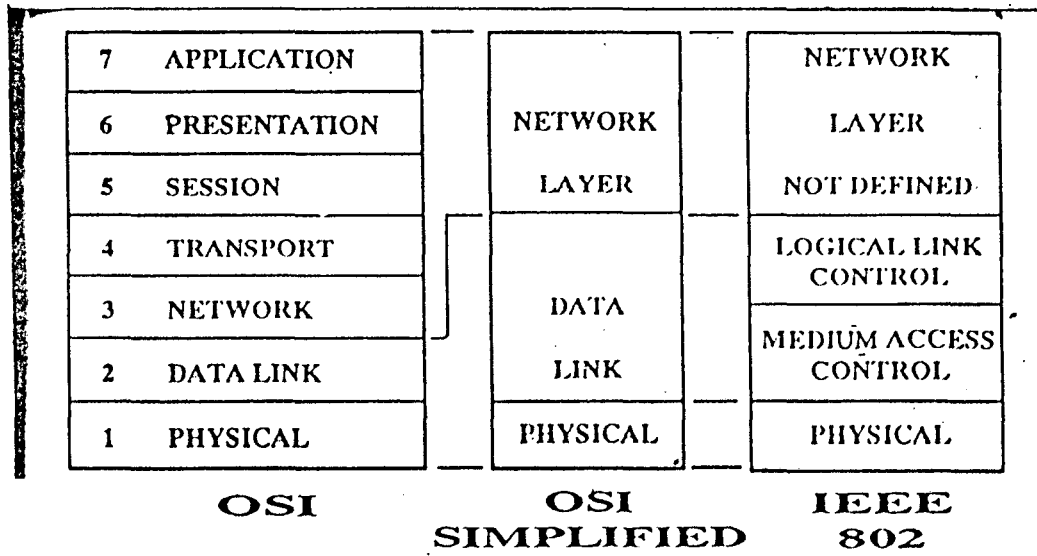 7 APPLICATION
6 PRESENTATION
5 SESSION
4 TRANSPORT
3 NETWORK
2 DATA LINK
1 PHYSICAL
OSI
NETWORK
LAYER
DATA
LINK
PHYSICAL
OSI
SIMPLIFIED
NETWORK
LAYER
NOT DEFINED
LOGICAL LINK
CONTROL
MEDIUM ACCESS
CONTROL
PHYSICAL
IEEE
802